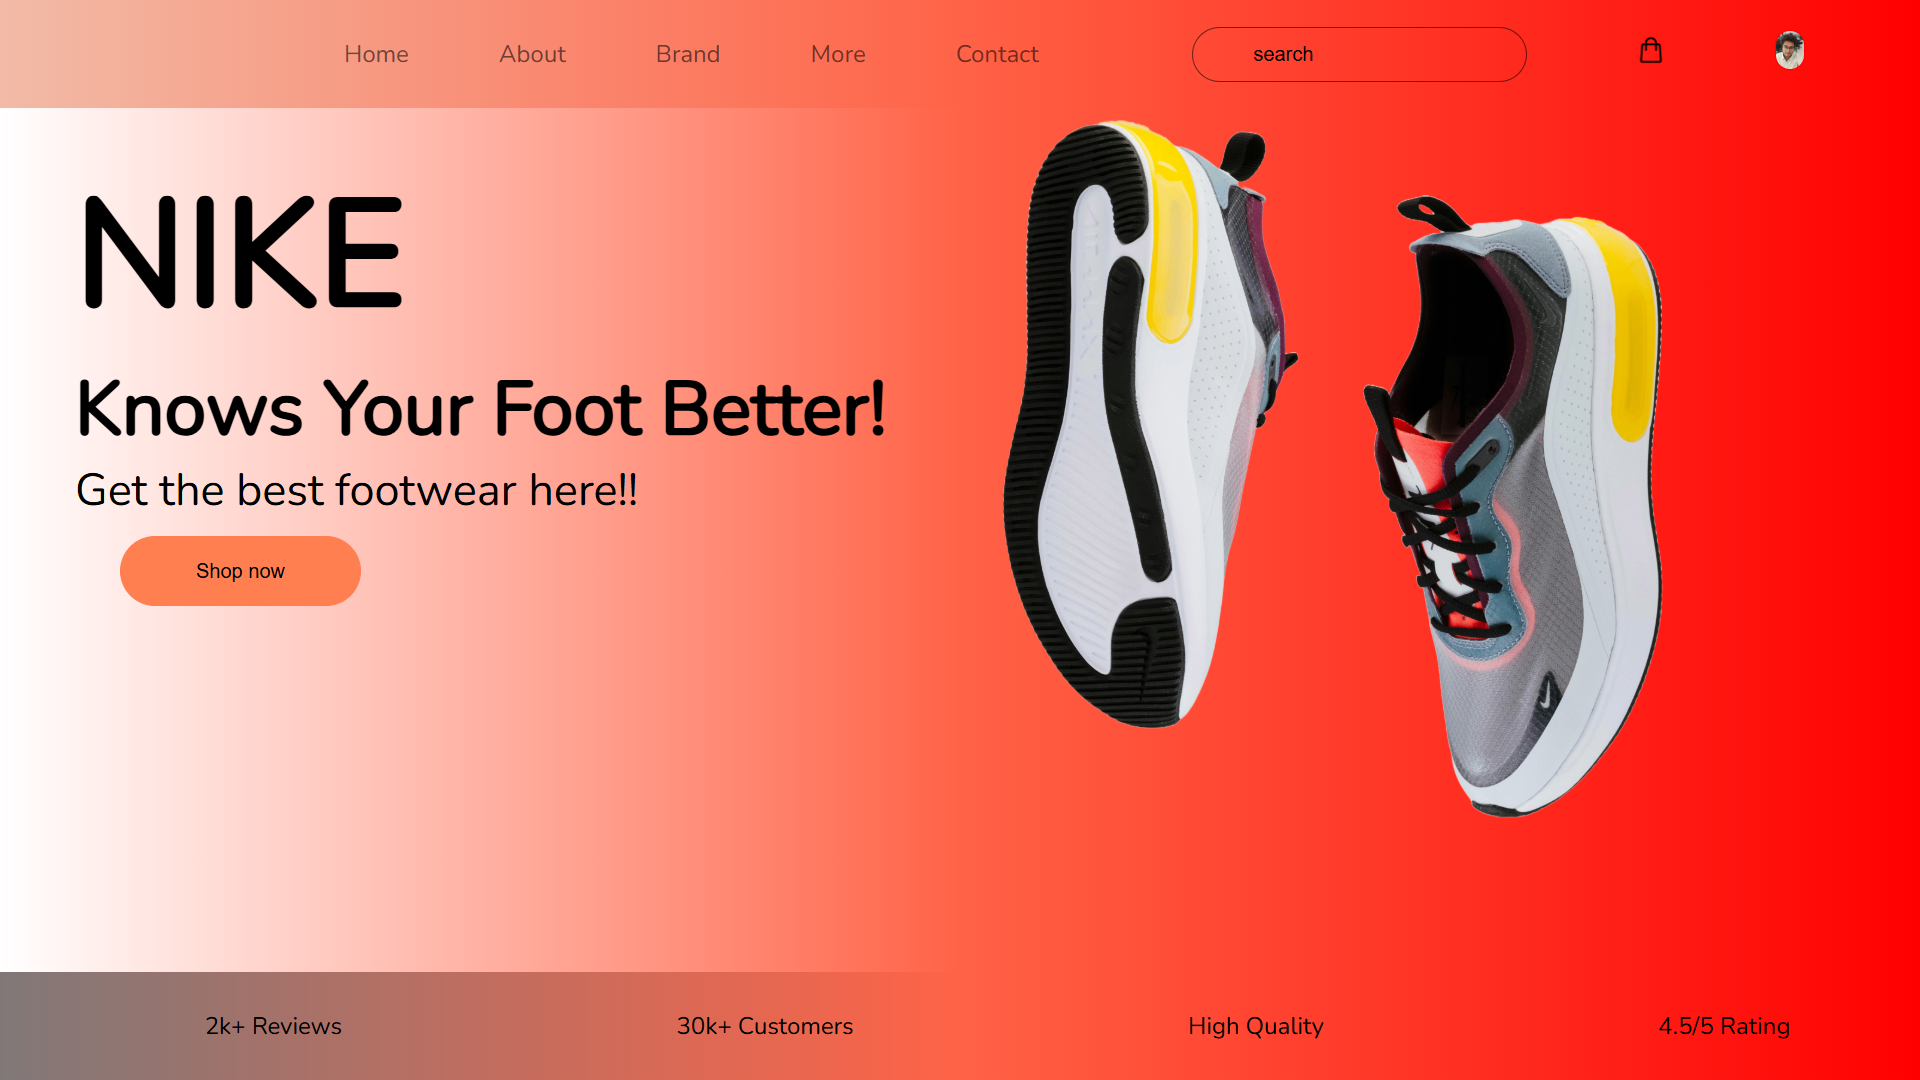 Home About Brand More Contact search
NIKE
Knows Your Foot Better!
Get the best footwear here!!
Shop now
2k+ Reviews 30k+ Customers High Quality 4.5/5 Rating